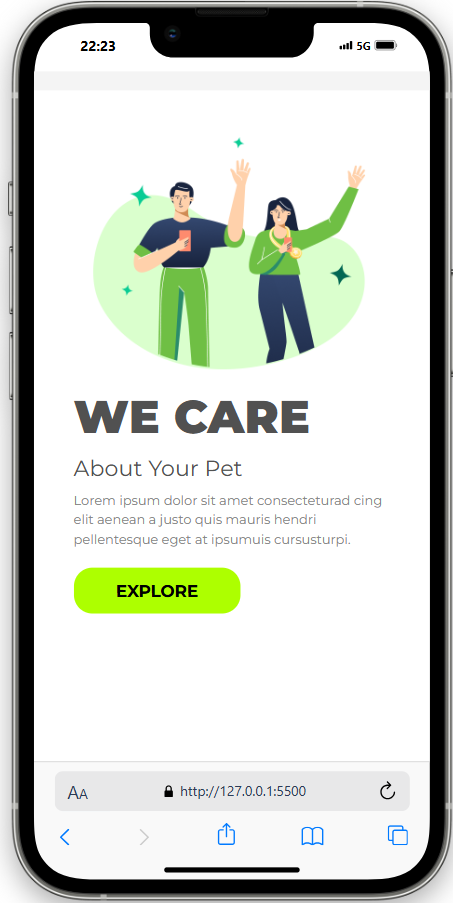 22:23
5G
WE CARE
About Your Pet
Lorem ipsum dolor sit amet consecteturad cing
elit aenean a justo quis mauris hendri
pellentesque eget at ipsumuis cursusturpi.
EXPLORE
AA
http://127.0.0.1:5500